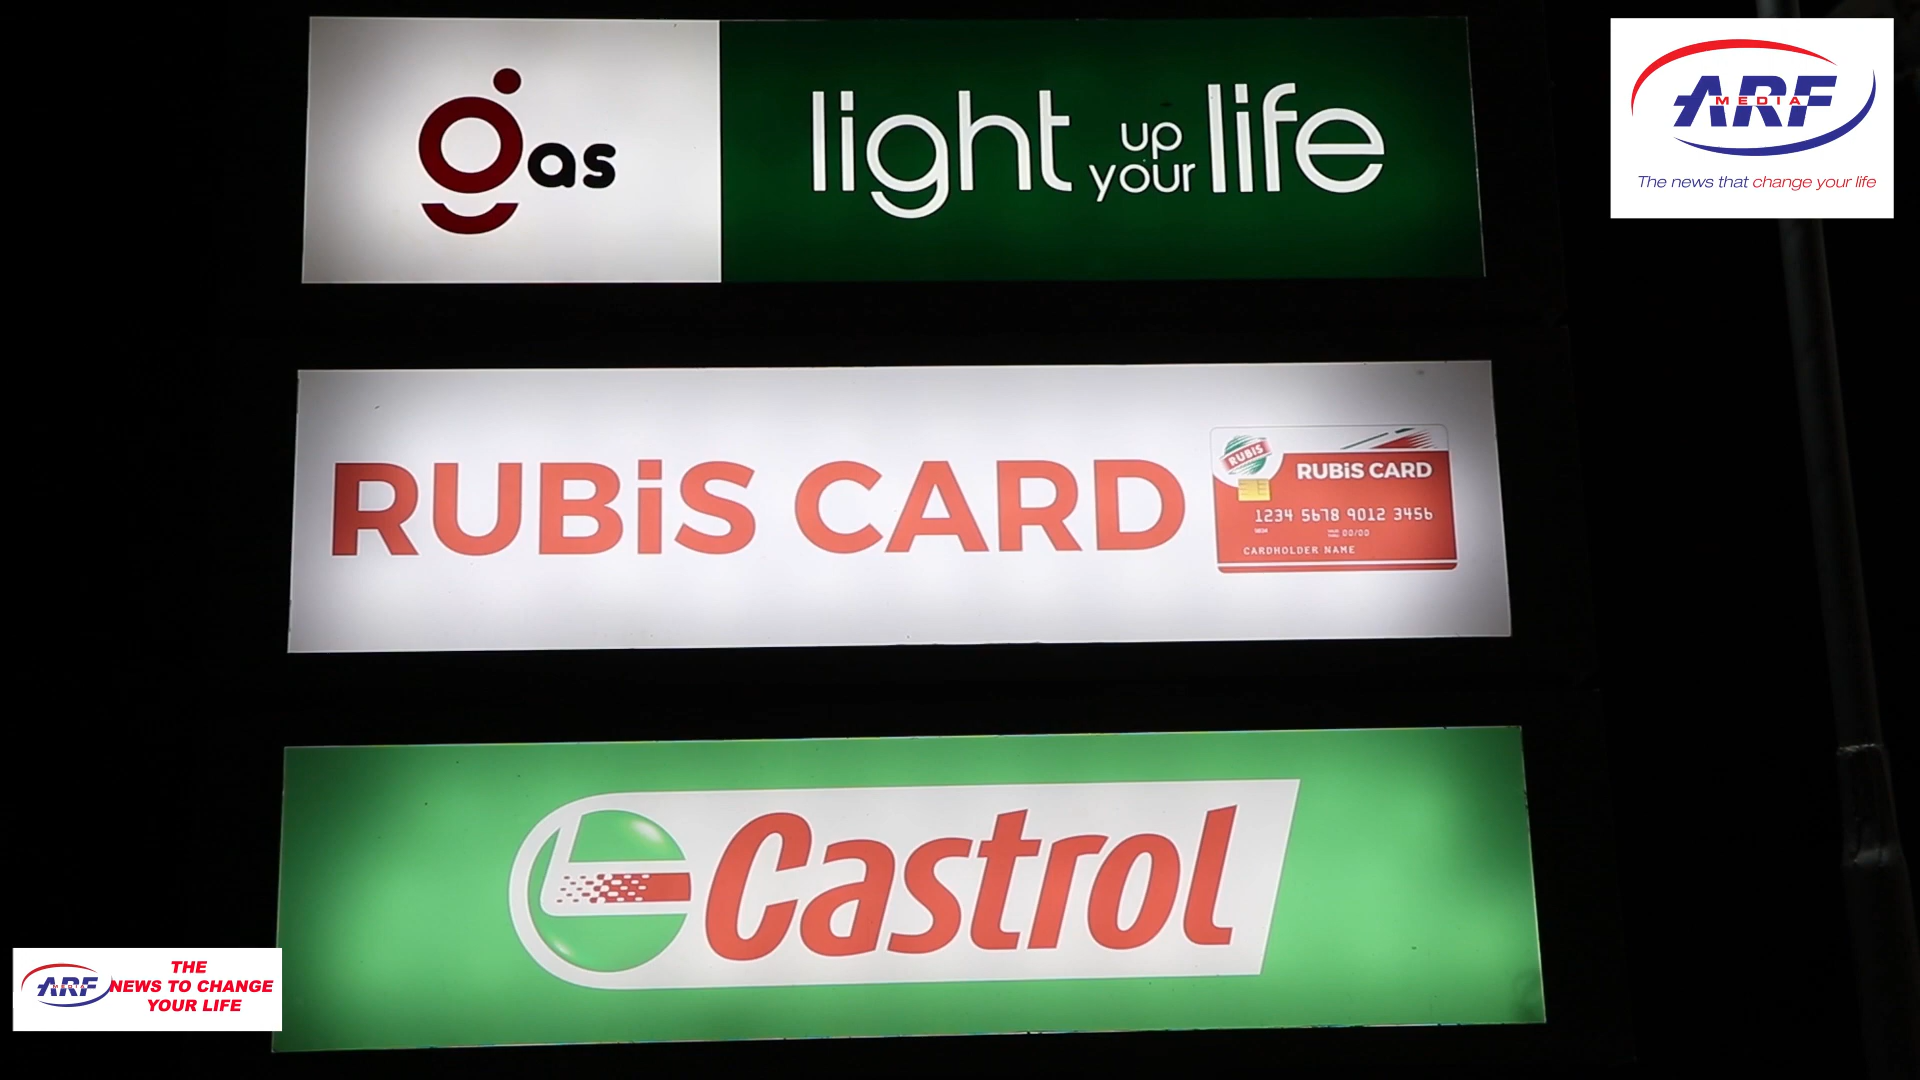 gas
light up your life
ARF
MEDIA
The news that change your life
RUBiS CARD
RUBiS
RUBiS CARD
1234 5678 9012 3456
00/00
CARDHOLDER NAME
Castrol
ARF
THE
NEWS TO CHANGE
YOUR LIFE